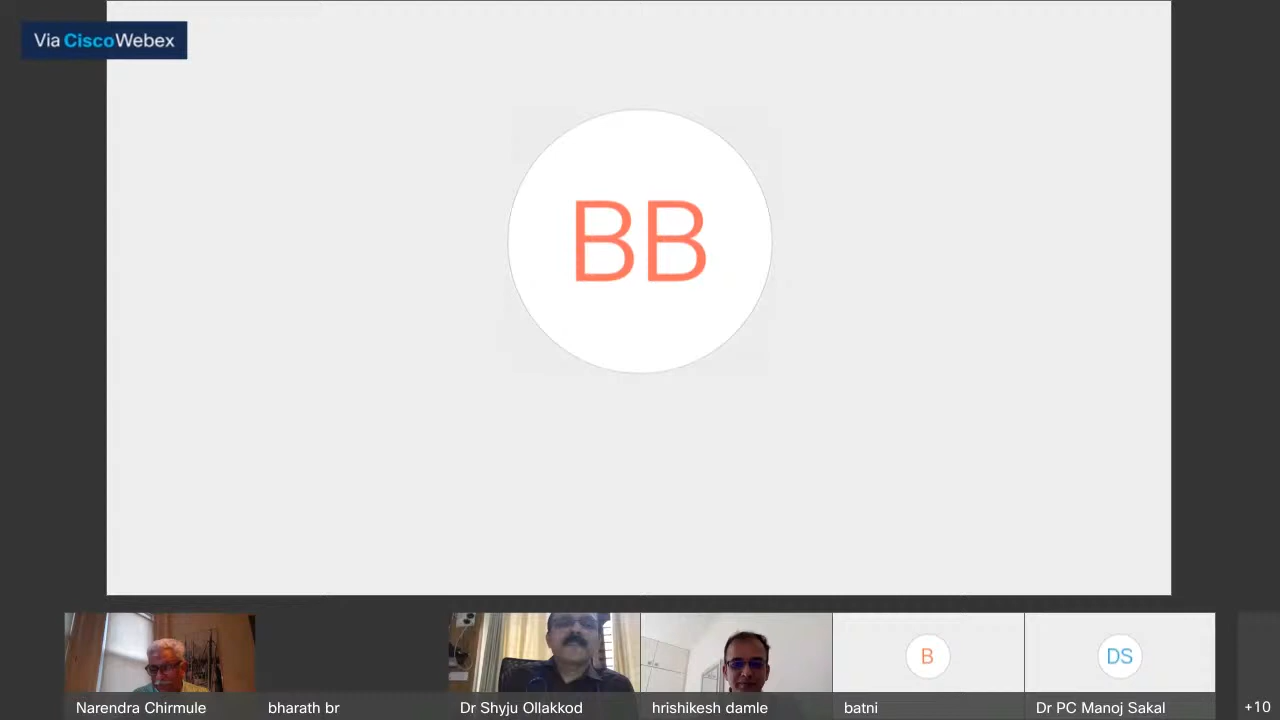 Via CiscoWebex
BB
B
DS
Narendra Chirmule
bharath br
Dr Shyju Ollakkod
hrishikesh damle
batni
Dr PC Manoj Sakal
+10